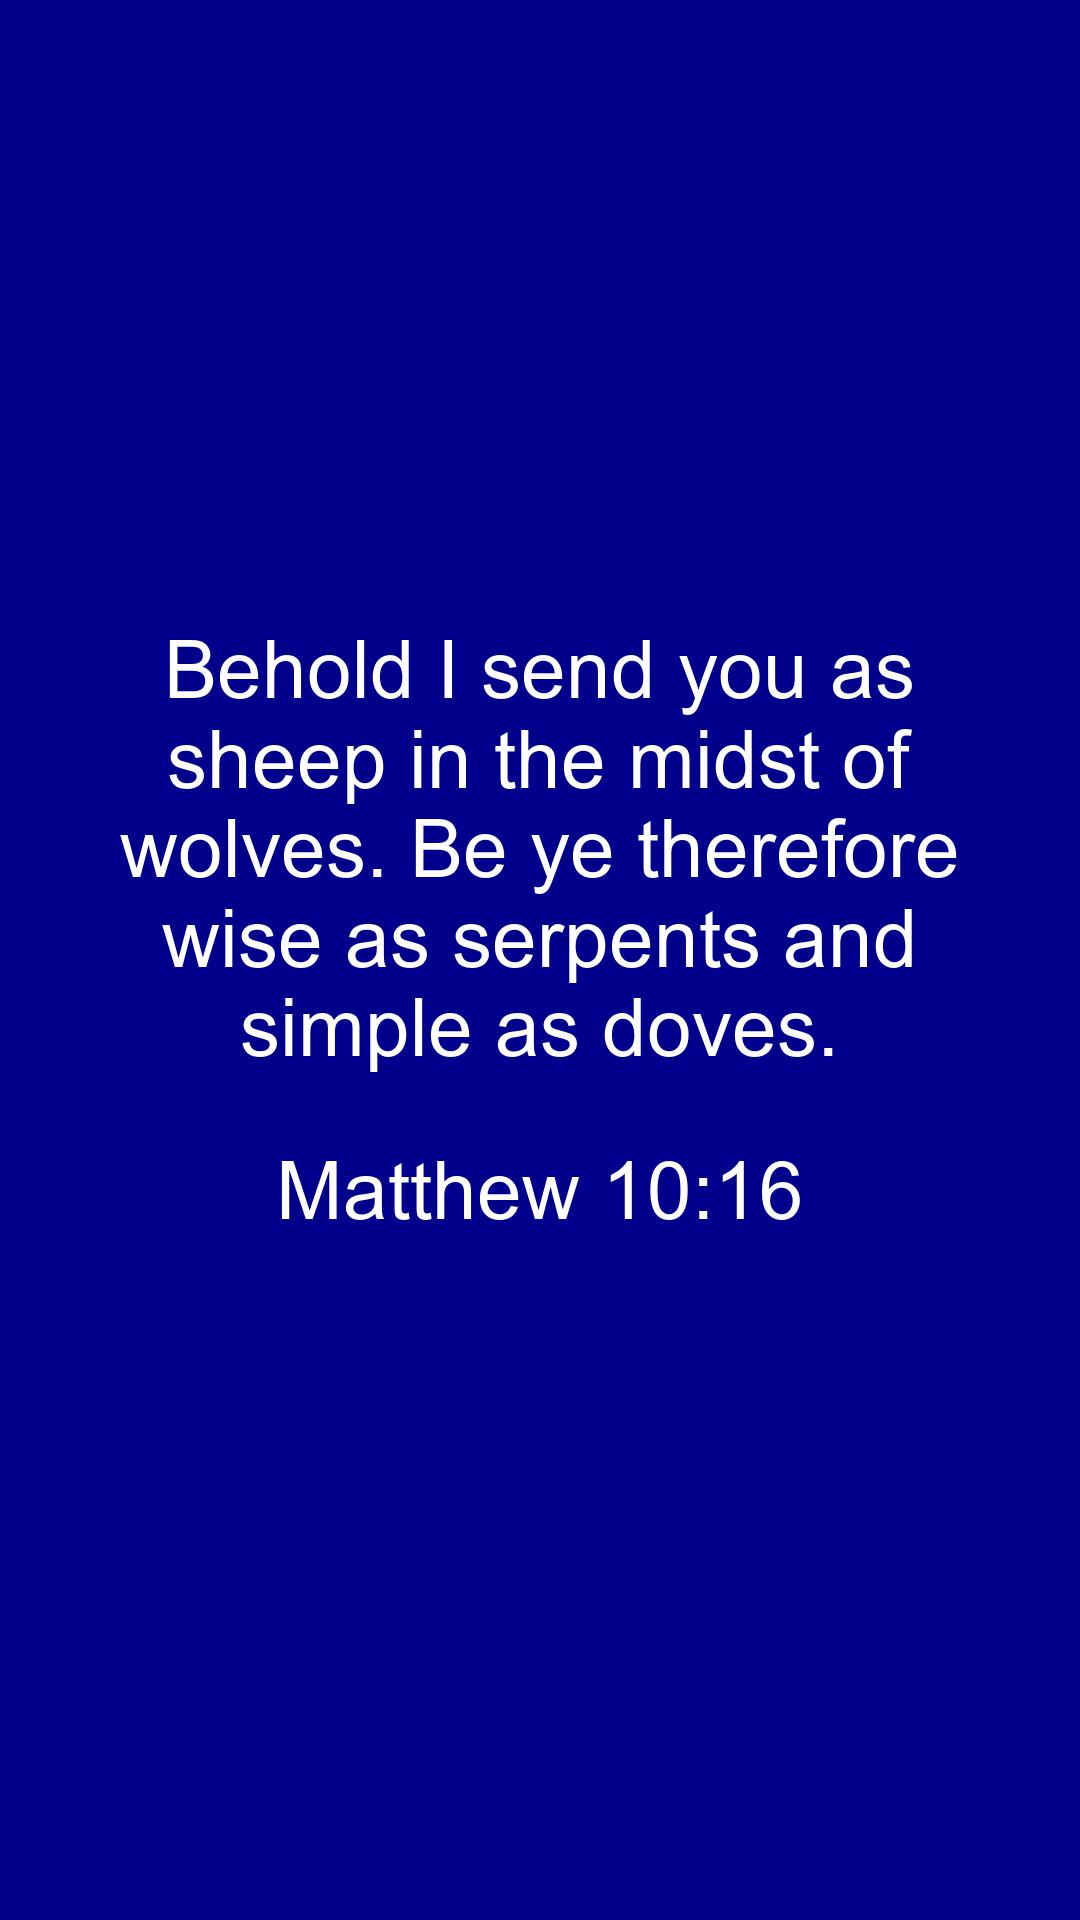 Behold I send you as
sheep in the midst of
wolves. Be ye therefore
wise as serpents and
simple as doves.
Matthew 10:16